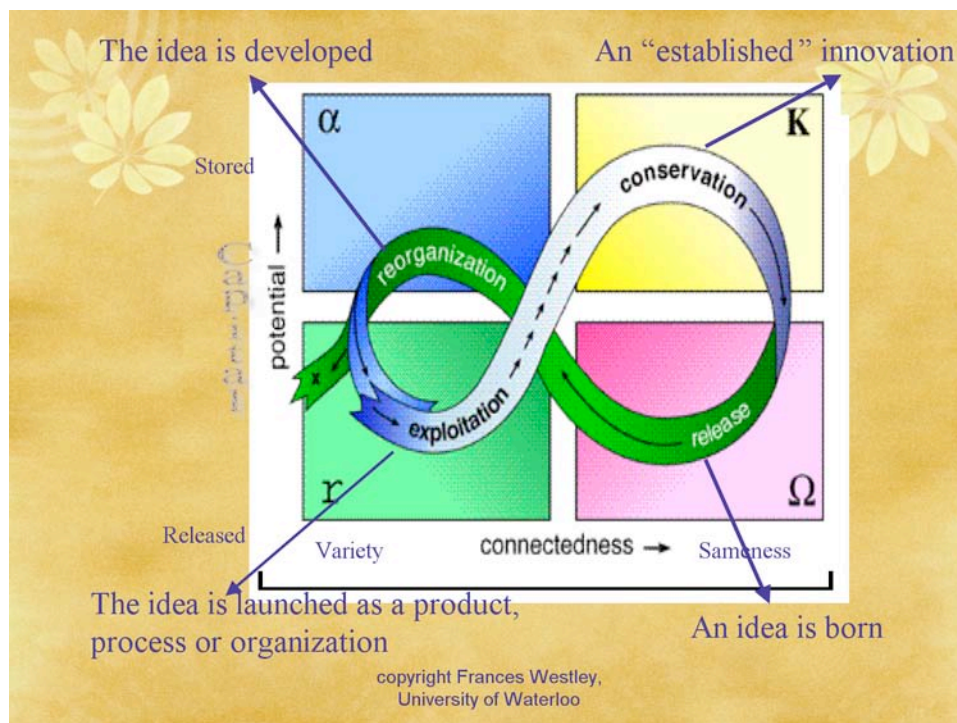 The idea is developed
An “established” innovation
α
K
Stored
conservation
reorganization
potential
x
exploitation
release
r
Ω
Released
Variety
connectedness
Sameness
The idea is launched as a product,
process or organization
An idea is born
copyright Frances Westley,
University of Waterloo